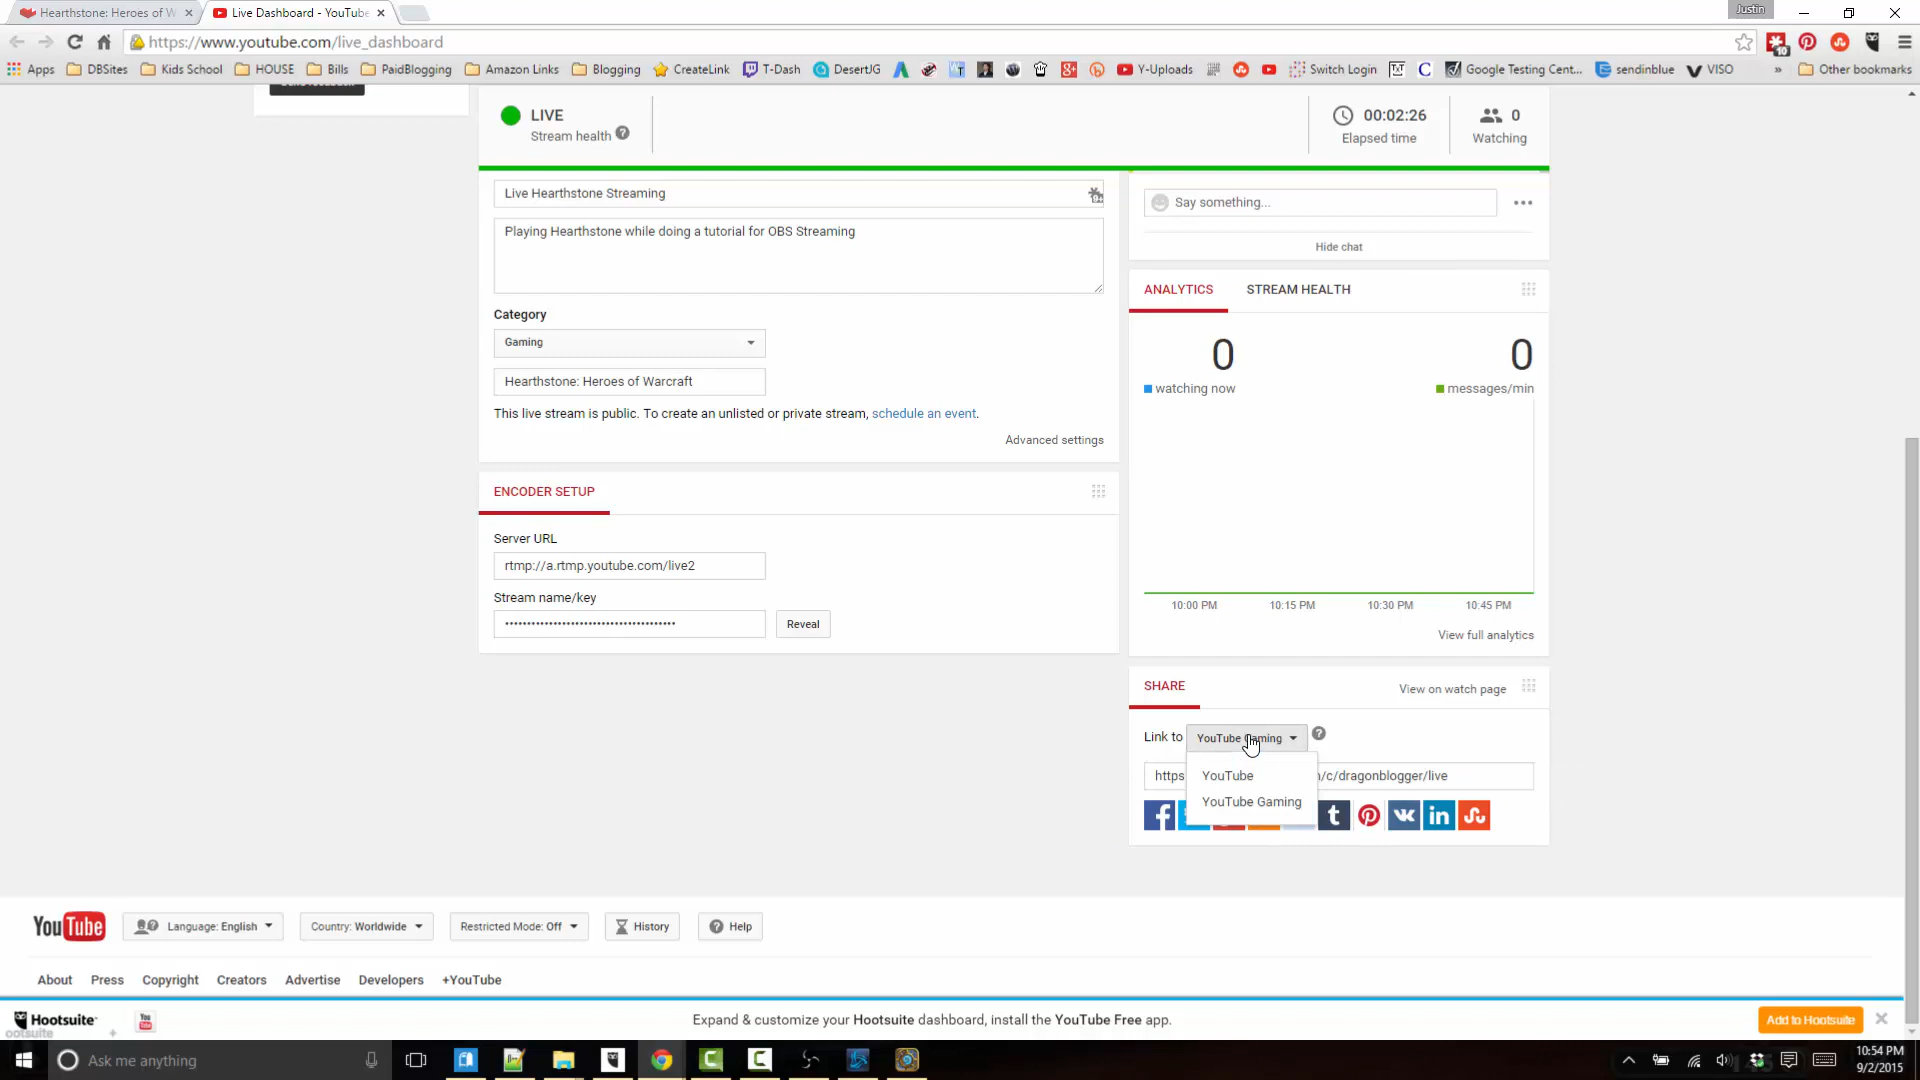 Hearthstone: Heroes of W
Live Dashboard - YouTube
Justin
https://www.youtube.com/live_dashboard
10
Apps
DBSites
Kids School
HOUSE
Bills
PaidBlogging
Amazon Links
Blogging
CreateLink
T-Dash
DesertJG
Y-Uploads
Switch Login
TXT
Google Testing Cent...
sendinblue
VISO
»
Other bookmarks
LIVE
Stream health
00:02:26
Elapsed time
0
Watching
Live Hearthstone Streaming
Playing Hearthstone while doing a tutorial for OBS Streaming
Category
Gaming
Hearthstone: Heroes of Warcraft
This live stream is public. To create an unlisted or private stream, schedule an event.
Advanced settings
Say something...
Hide chat
ANALYTICS
STREAM HEALTH
0
watching now
0
messages/min
10:00 PM
10:15 PM
10:30 PM
10:45 PM
View full analytics
ENCODER SETUP
Server URL
rtmp://a.rtmp.youtube.com/live2
Stream name/key
Reveal
SHARE
View on watch page
Link to
YouTube Gaming
https
/c/dragonblogger/live
YouTube
YouTube Gaming
YouTube
Language: English
Country: Worldwide
Restricted Mode: Off
History
Help
About
Press
Copyright
Creators
Advertise
Developers
+YouTube
Hootsuite
Expand & customize your Hootsuite dashboard, install the YouTube Free app.
Add to Hootsuite
Ask me anything
10:54 PM
9/2/2015